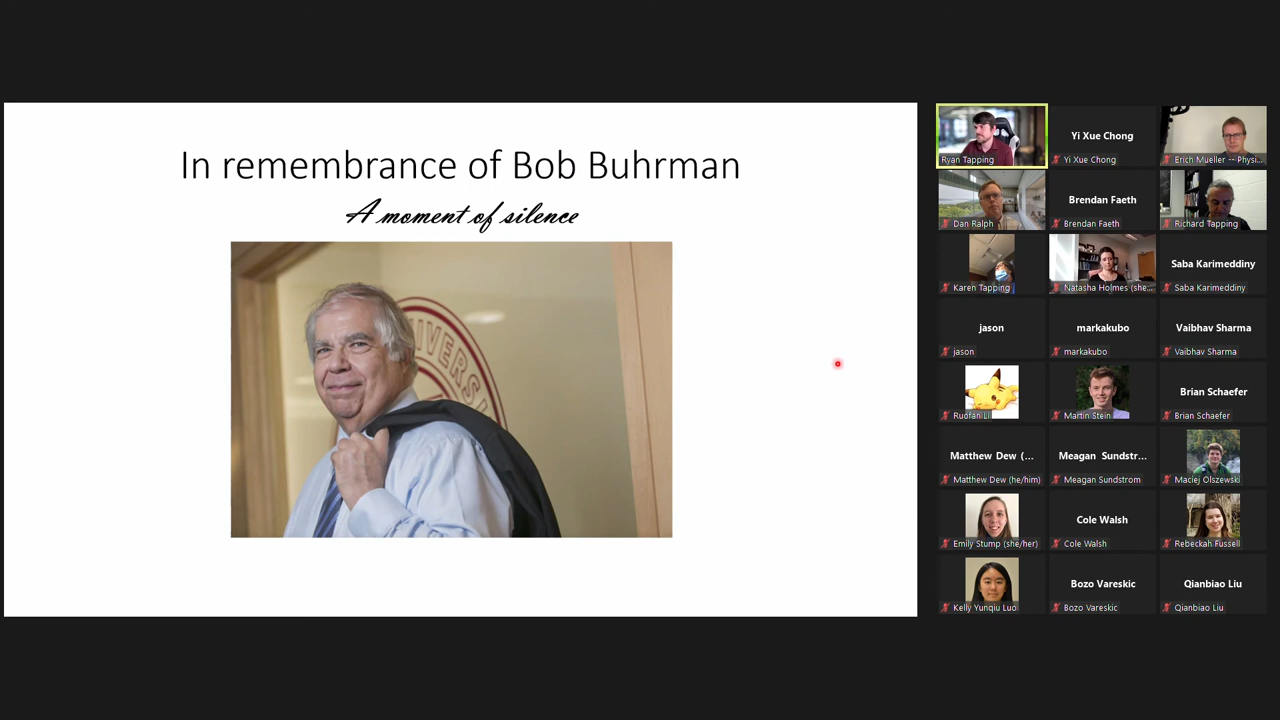 In remembrance of Bob Buhrman
A moment of silence
IVERSI
Ryan Tapping
Yi Xue Chong
Yi Xue Chong
Erich Mueller -- Physi...
Dan Ralph
Brendan Faeth
Brendan Faeth
Richard Tapping
Karen Tapping
Natasha Holmes (she...
Saba Karimeddiny
Saba Karimeddiny
jason
jason
markakubo
markakubo
Vaibhav Sharma
Vaibhav Sharma
Ruofan Li
Martin Stein
Brian Schaefer
Brian Schaefer
Matthew Dew (...
Matthew Dew (he/him)
Meagan Sundstr...
Meagan Sundstrom
Maciej Olszewski
Emily Stump (she/her)
Cole Walsh
Cole Walsh
Rebeckah Fussell
Kelly Yunqiu Luo
Bozo Vareskic
Bozo Vareskic
Qianbiao Liu
Qianbiao Liu